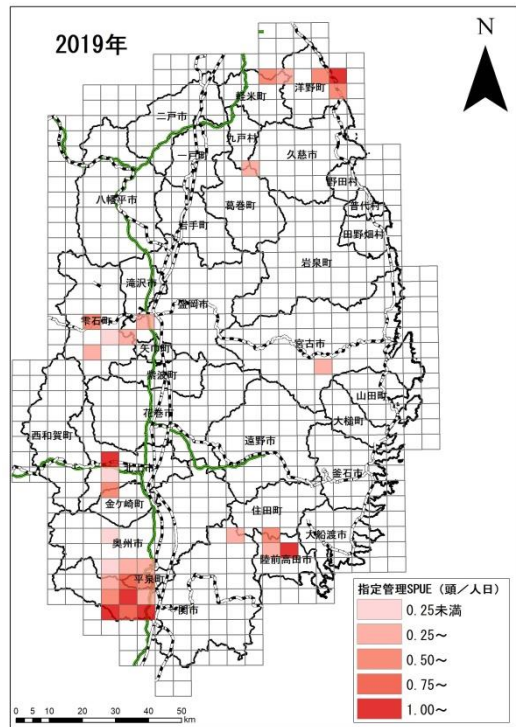 2019年
N
洋野町
軽米町
二戸市
九戸村
久慈市
一戸町
野田村
八幡平市
葛巻町
普代村
岩手町
田野畑村
岩泉町
滝沢市
盛岡市
雫石町
宮古市
矢巾町
紫波町
山田町
花巻市
大槌町
西和賀町
遠野市
北上市
釜石市
金ケ崎町
住田町
奥州市
大船渡市
陸前高田市
平泉町
一関市
指定管理SPUE（頭／人日）
0.25未満
0.25～
0.50～
0.75～
1.00～
0 5 10 20 30 40 50
km